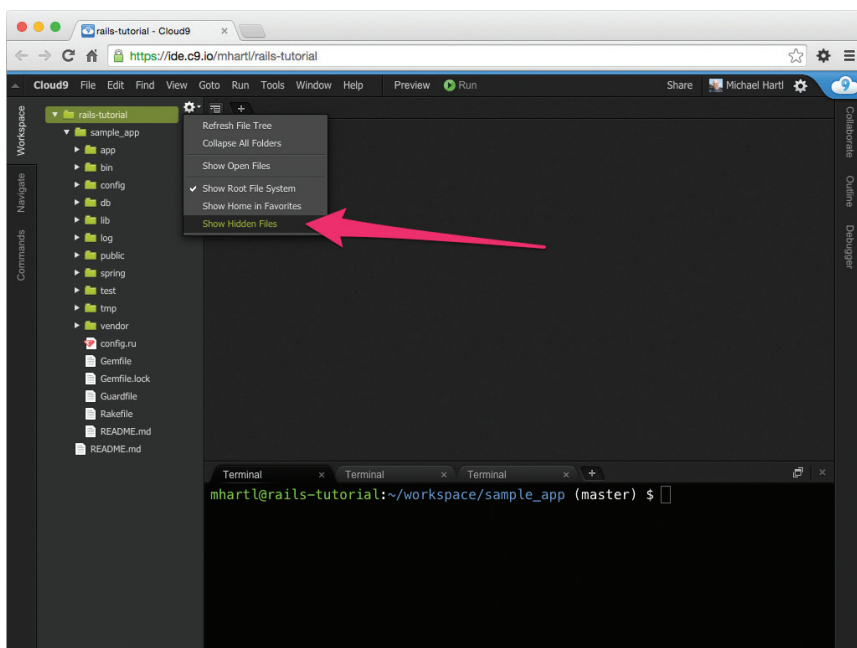 rails-tutorial - Cloud9
https://ide.c9.io/mhartl/rails-tutorial
Cloud9 File Edit Find View Goto Run Tools Window Help Preview Run Share Michael Hartl 9
Workspace
Navigate
Commands
rails-tutorial
sample_app
app
bin
config
db
lib
log
public
spring
test
tmp
vendor
config.ru
Gemfile
Gemfile.lock
Guardfile
Rakefile
README.md
README.md
Refresh File Tree
Collapse All Folders
Show Open Files
Show Root File System
Show Home in Favorites
Show Hidden Files
Collaborate
Outline
Debugger
Terminal Terminal Terminal
mhartl@rails-tutorial:~/workspace/sample_app (master) $